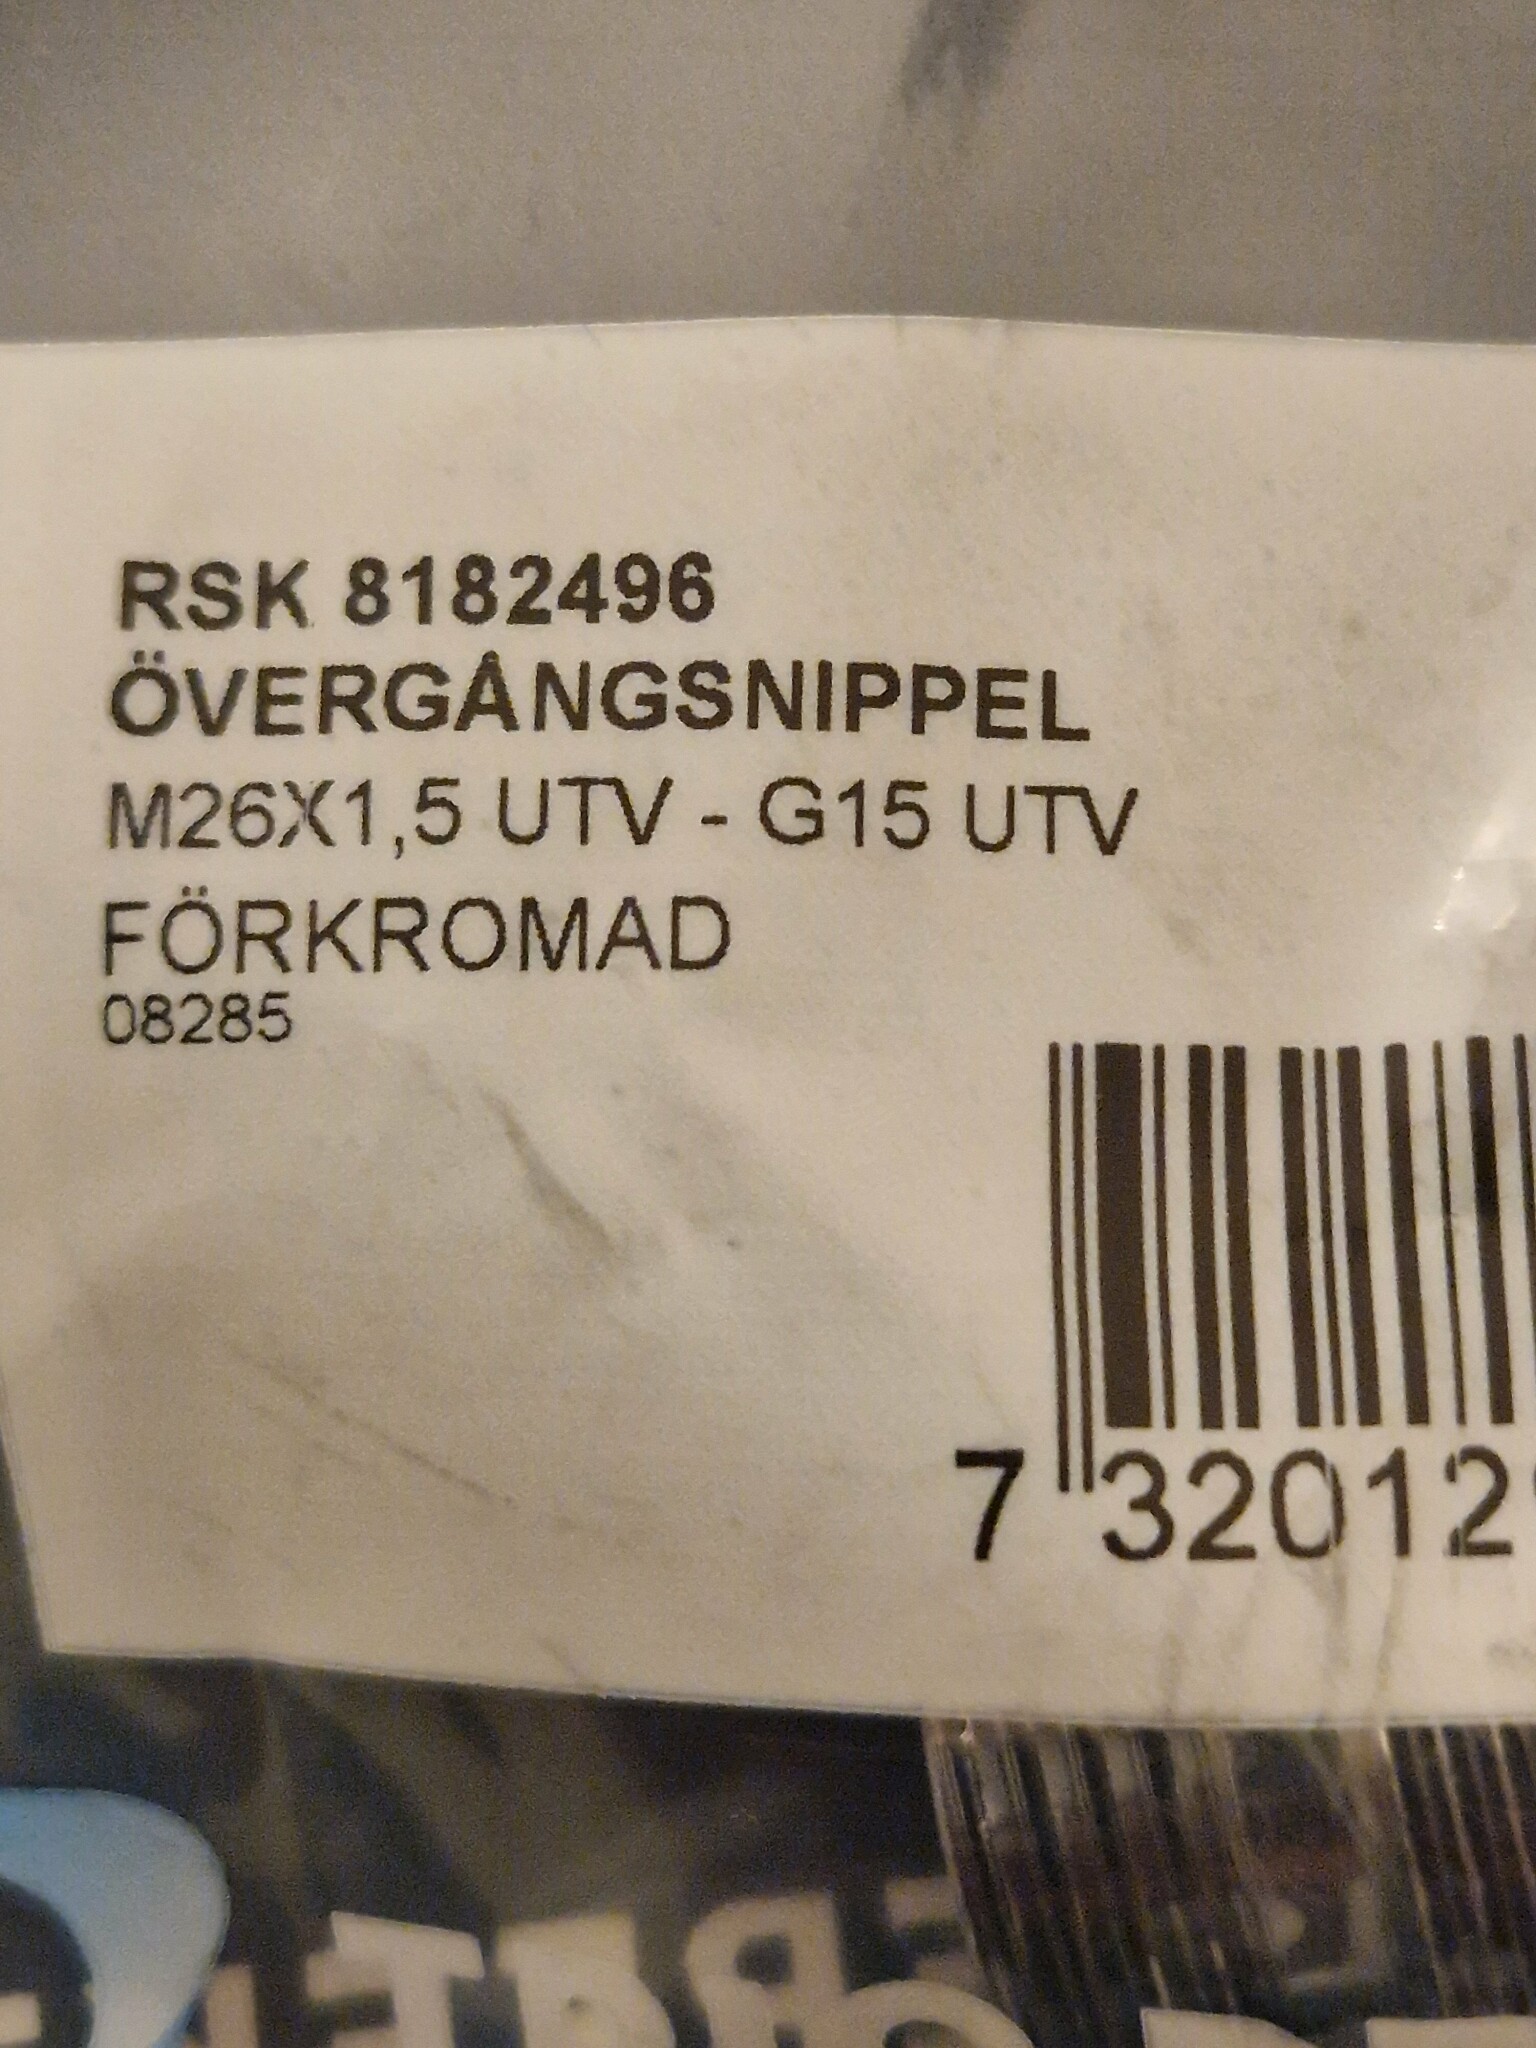 RSK 8182496
ÖVERGÅNGSNIPPEL
M26X1,5 UTV - G15 UTV
FÖRKROMAD
08285
7 32012